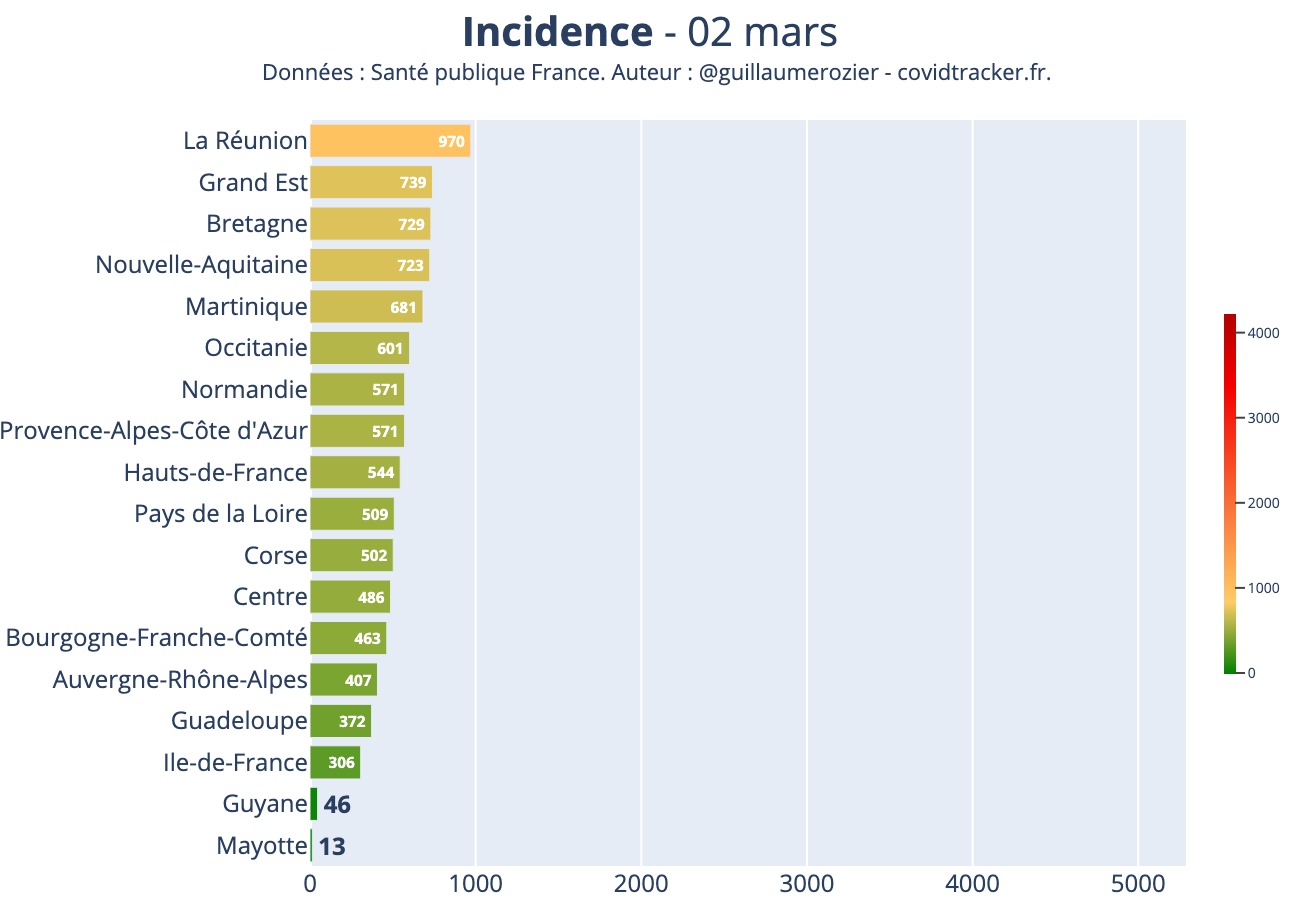 Incidence - 02 mars
Données : Santé publique France. Auteur : @guillaumerozier - covidtracker.fr.
La Réunion 970
Grand Est 739
Bretagne 729
Nouvelle-Aquitaine 723
Martinique 681
Occitanie 601
Normandie 571
Provence-Alpes-Côte d'Azur 571
Hauts-de-France 544
Pays de la Loire 509
Corse 502
Centre 486
Bourgogne-Franche-Comté 463
Auvergne-Rhône-Alpes 407
Guadeloupe 372
Ile-de-France 306
Guyane 46
Mayotte 13
0 1000 2000 3000 4000 5000
4000
3000
2000
1000
0